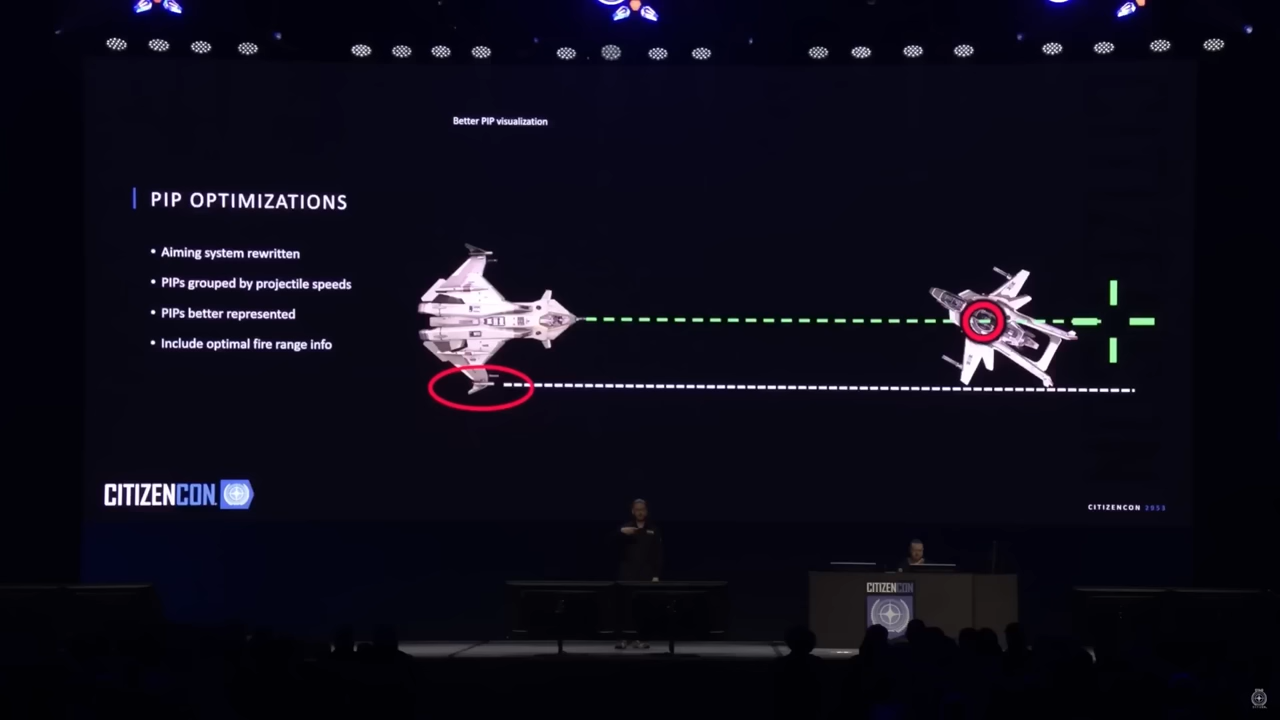 Better PIP visualization
PIP OPTIMIZATIONS
• Aiming system rewritten
• PIPs grouped by projectile speeds
• PIPs better represented
• Include optimal fire range info
CITIZENCON
CITIZENCON 2953
CITIZENCON